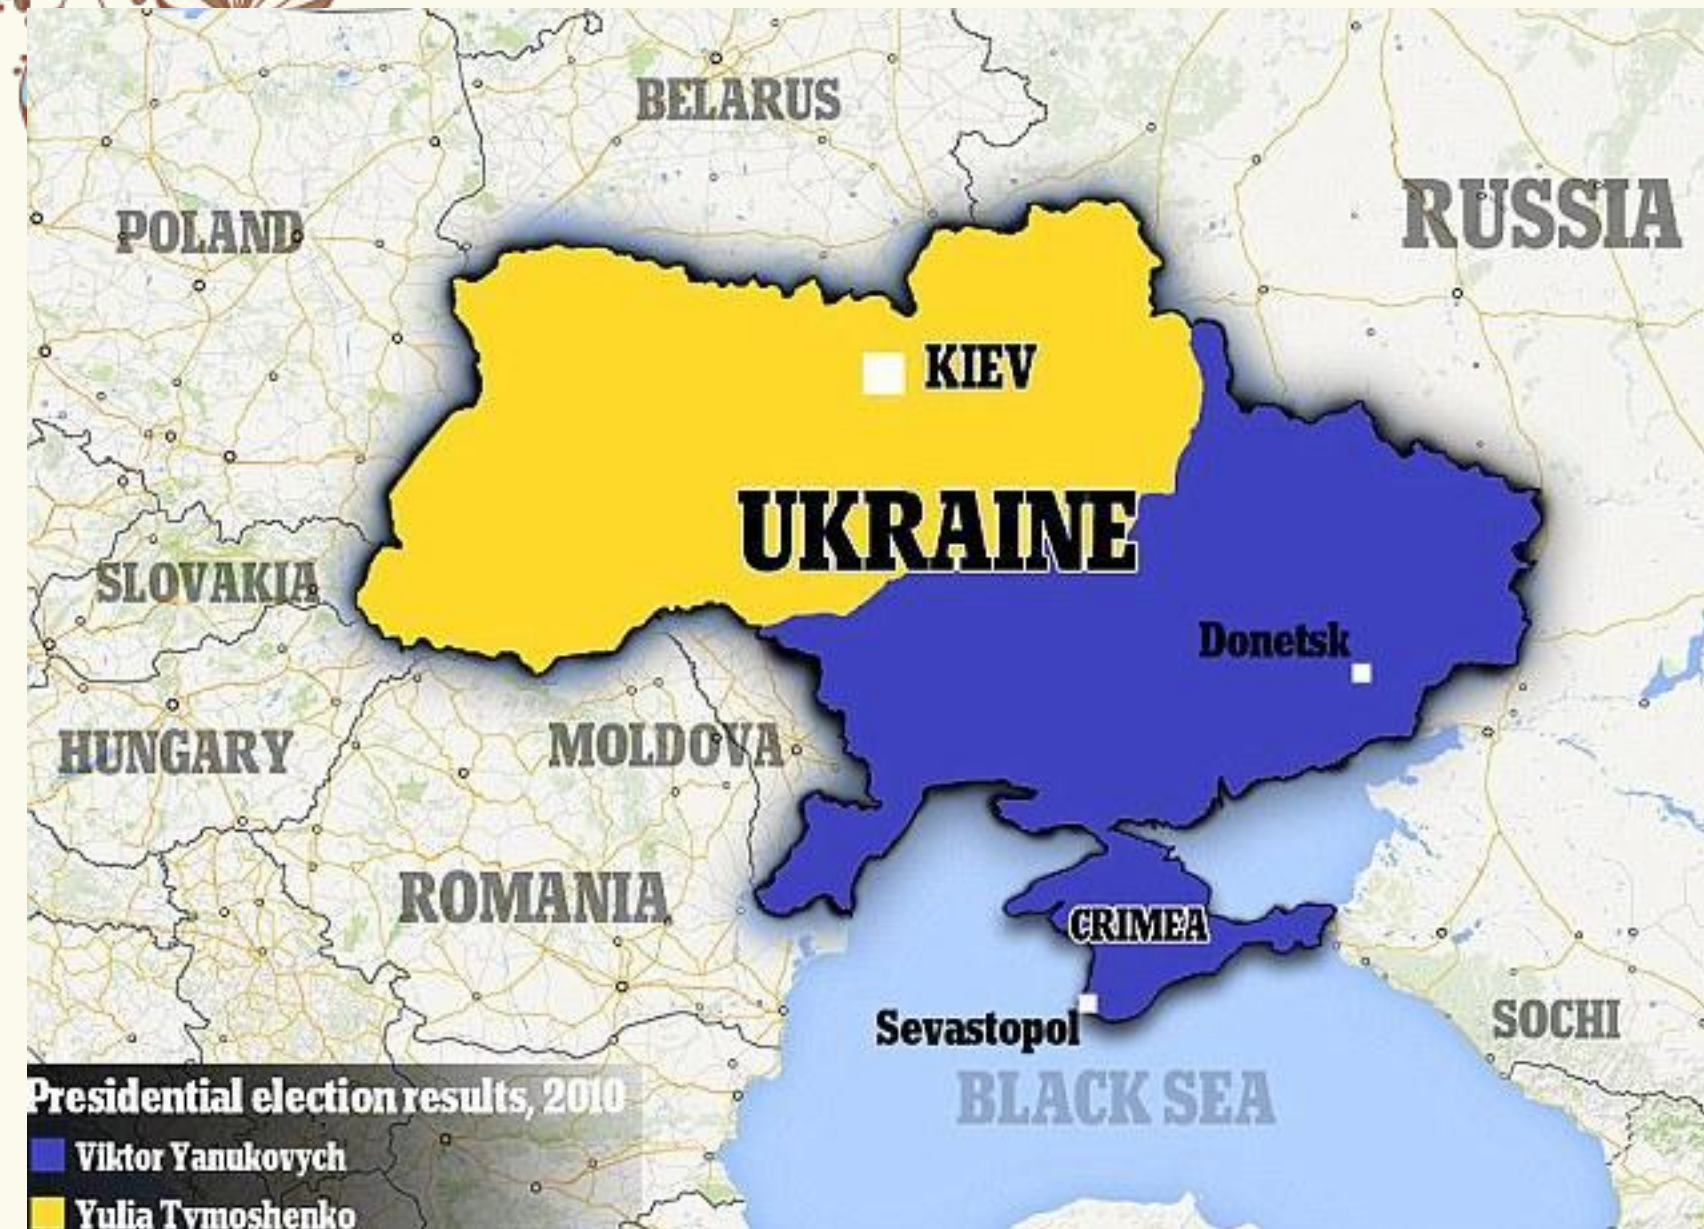 BELARUS
RUSSIA
POLAND
KIEV
UKRAINE
SLOVAKIA
Donetsk
HUNGARY
MOLDOVA
ROMANIA
CRIMEA
Sevastopol
SOCHI
BLACK SEA
Presidential election results, 2010
Viktor Yanukovych
Yulia Tymoshenko